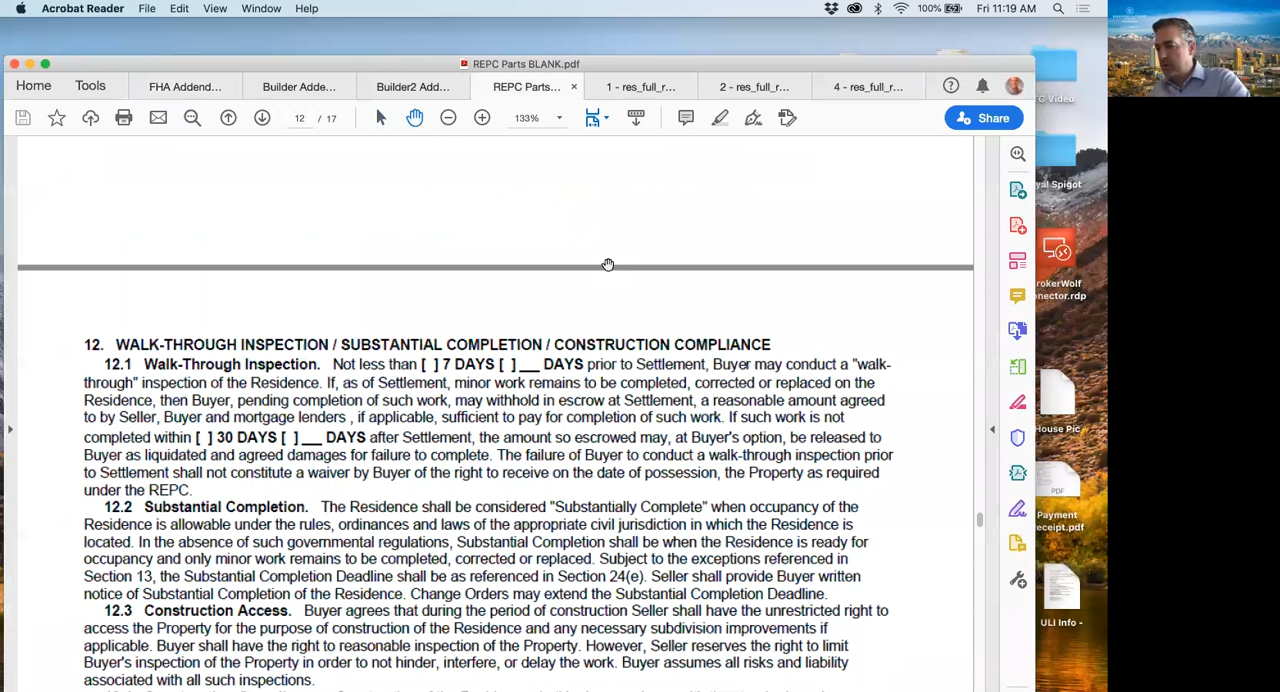 Acrobat Reader File Edit View Window Help 100% Fri 11:19 AM
REPC Parts BLANK.pdf
Home Tools FHA Addend... Builder Adde... Builder2 Add... REPC Parts... × 1 - res_full_r... 2 - res_full_r... 4 - res_full_r...
12 / 17 133% Share
12. WALK-THROUGH INSPECTION / SUBSTANTIAL COMPLETION / CONSTRUCTION COMPLIANCE
12.1 Walk-Through Inspection. Not less than [ ] 7 DAYS [ ] ___ DAYS prior to Settlement, Buyer may conduct a "walk-
through" inspection of the Residence. If, as of Settlement, minor work remains to be completed, corrected or replaced on the
Residence, then Buyer, pending completion of such work, may withhold in escrow at Settlement, a reasonable amount agreed
to by Seller, Buyer and mortgage lenders , if applicable, sufficient to pay for completion of such work. If such work is not
completed within [ ] 30 DAYS [ ] ___ DAYS after Settlement, the amount so escrowed may, at Buyer's option, be released to
Buyer as liquidated and agreed damages for failure to complete. The failure of Buyer to conduct a walk-through inspection prior
to Settlement shall not constitute a waiver by Buyer of the right to receive on the date of possession, the Property as required
under the REPC.
12.2 Substantial Completion. The Residence shall be considered "Substantially Complete" when occupancy of the
Residence is allowable under the rules, ordinances and laws of the appropriate civil jurisdiction in which the Residence is
located. In the absence of such government regulations, Substantial Completion shall be when the Residence is ready for
occupancy and only minor work remains to be completed, corrected or replaced. Subject to the exceptions referenced in
Section 13, the Substantial Completion Deadline shall be as referenced in Section 24(e). Seller shall provide Buyer written
notice of Substantial Completion of the Residence. Change Orders may extend the Substantial Completion Deadline.
12.3 Construction Access. Buyer agrees that during the period of construction Seller shall have the unrestricted right to
access the Property for the purpose of construction of the Residence and any necessary subdivision improvements if
applicable. Buyer shall have the right to reasonable inspection of the Property. However, Seller reserves the right to limit
Buyer's inspection of the Property in order to not hinder, interfere, or delay the work. Buyer assumes all risks and liability
associated with all such inspections.
TC Video
yal Spigot
rokerWolf
nector.rdp
House Pic
PDF
Payment
eceipt.pdf
ULI Info -